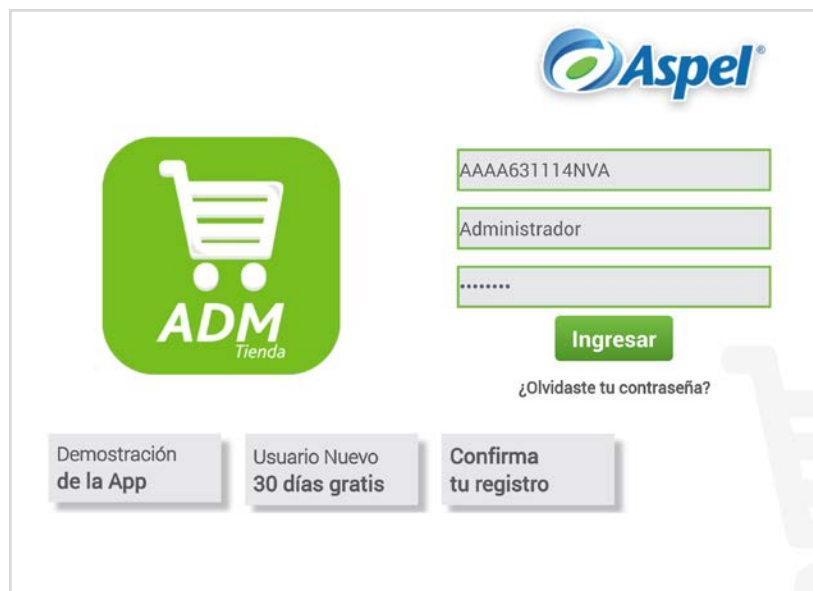 Aspel®
AAAA631114NVA
Administrador
••••••••
Ingresar
¿Olvidaste tu contraseña?
ADM
Tienda
Demostración
de la App
Usuario Nuevo
30 días gratis
Confirma
tu registro